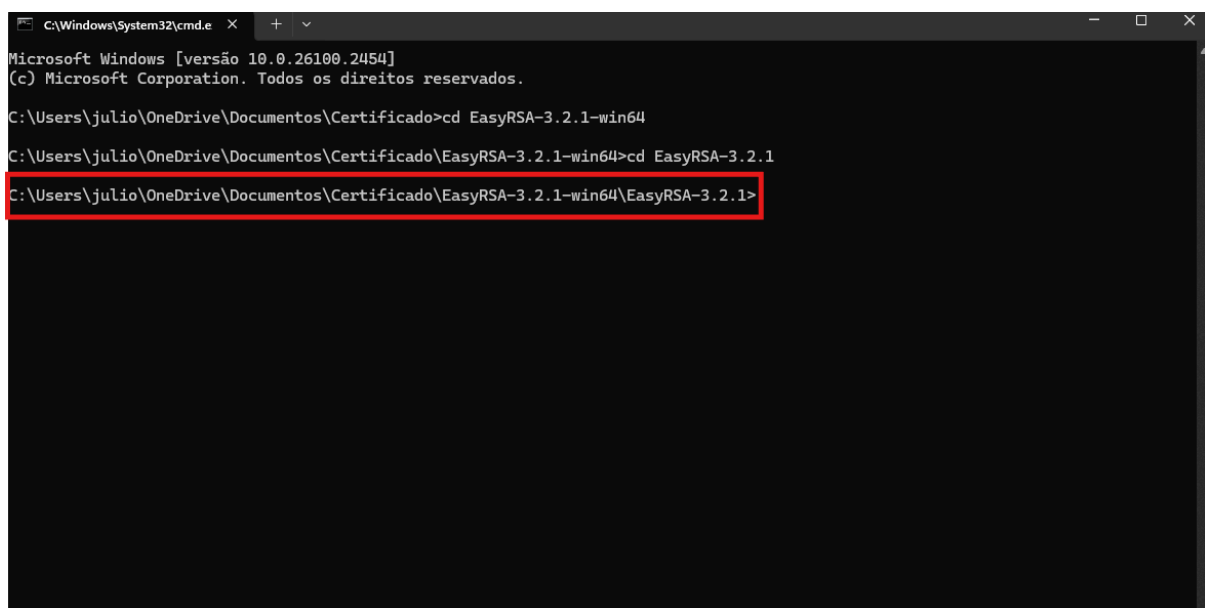 C:\Windows\System32\cmd.e
Microsoft Windows [versão 10.0.26100.2454]
(c) Microsoft Corporation. Todos os direitos reservados.
C:\Users\julio\OneDrive\Documentos\Certificado>cd EasyRSA-3.2.1-win64
C:\Users\julio\OneDrive\Documentos\Certificado\EasyRSA-3.2.1-win64>cd EasyRSA-3.2.1
C:\Users\julio\OneDrive\Documentos\Certificado\EasyRSA-3.2.1-win64\EasyRSA-3.2.1>